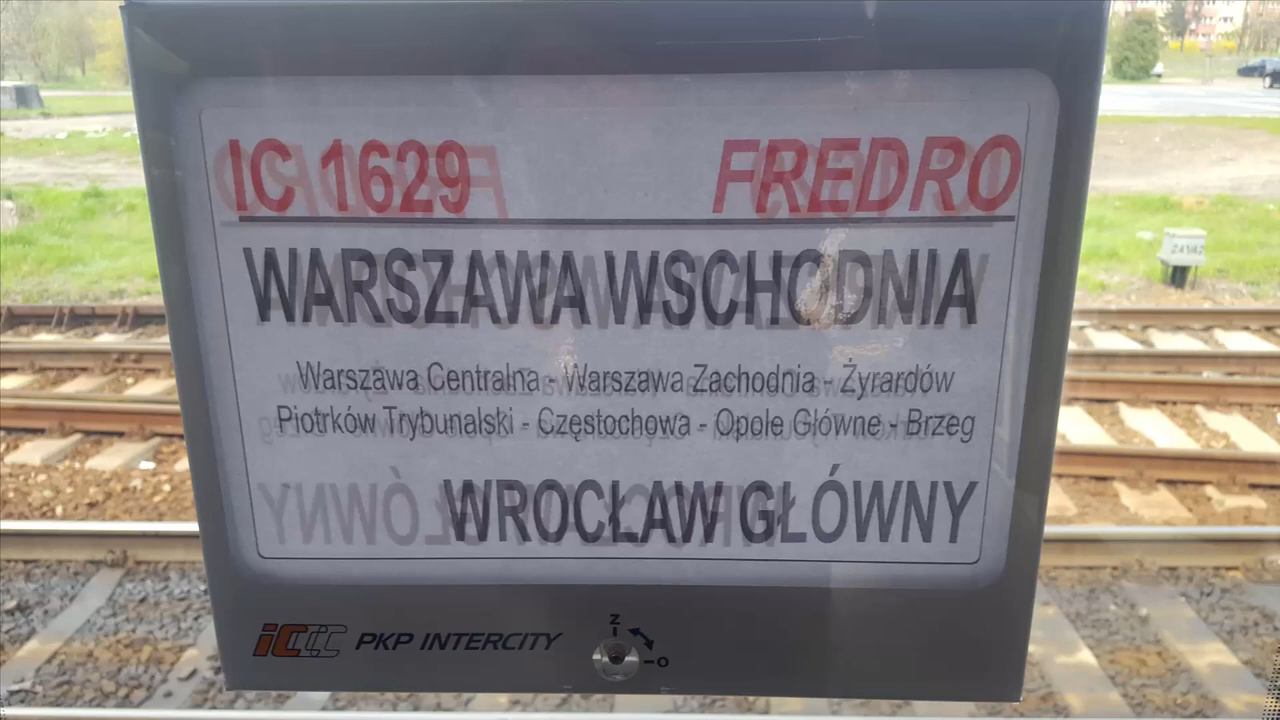 IC 1629 FREDRO
WARSZAWA WSCHODNIA
Warszawa Centralna - Warszawa Zachodnia - Żyrardów
Piotrków Trybunalski - Częstochowa - Opole Główne - Brzeg
WROCŁAW GŁÓWNY
iC PKP INTERCITY
Z
O